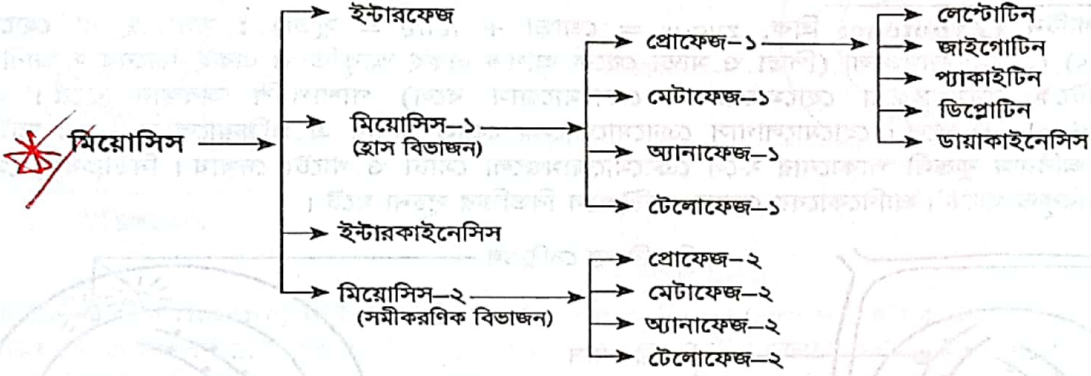 ইন্টারফেজ
লেপ্টোটিন
প্রোফেজ–১
জাইগোটিন
প্যাকাইটিন
মেটাফেজ–১
মিয়োসিস–১
ডিপ্লোটিন
(হ্রাস বিভাজন)
মিয়োসিস
অ্যানাফেজ–১
ডায়াকাইনেসিস
টেলোফেজ–১
ইন্টারকাইনেসিস
প্রোফেজ–২
মিয়োসিস–২
মেটাফেজ–২
(সমীকরণিক বিভাজন)
অ্যানাফেজ–২
টেলোফেজ–২